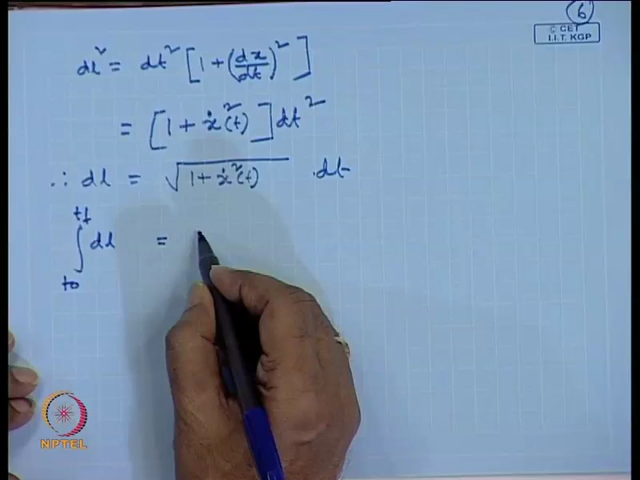 6
© CET
I.I.T. KGP
dl² = dt² [1 + (dx/dt)²]
= [1 + ẋ²(t)] dt²
∴ dl = √(1 + ẋ²(t)) dt
∫_{t0}^{tf} dl =
NPTEL